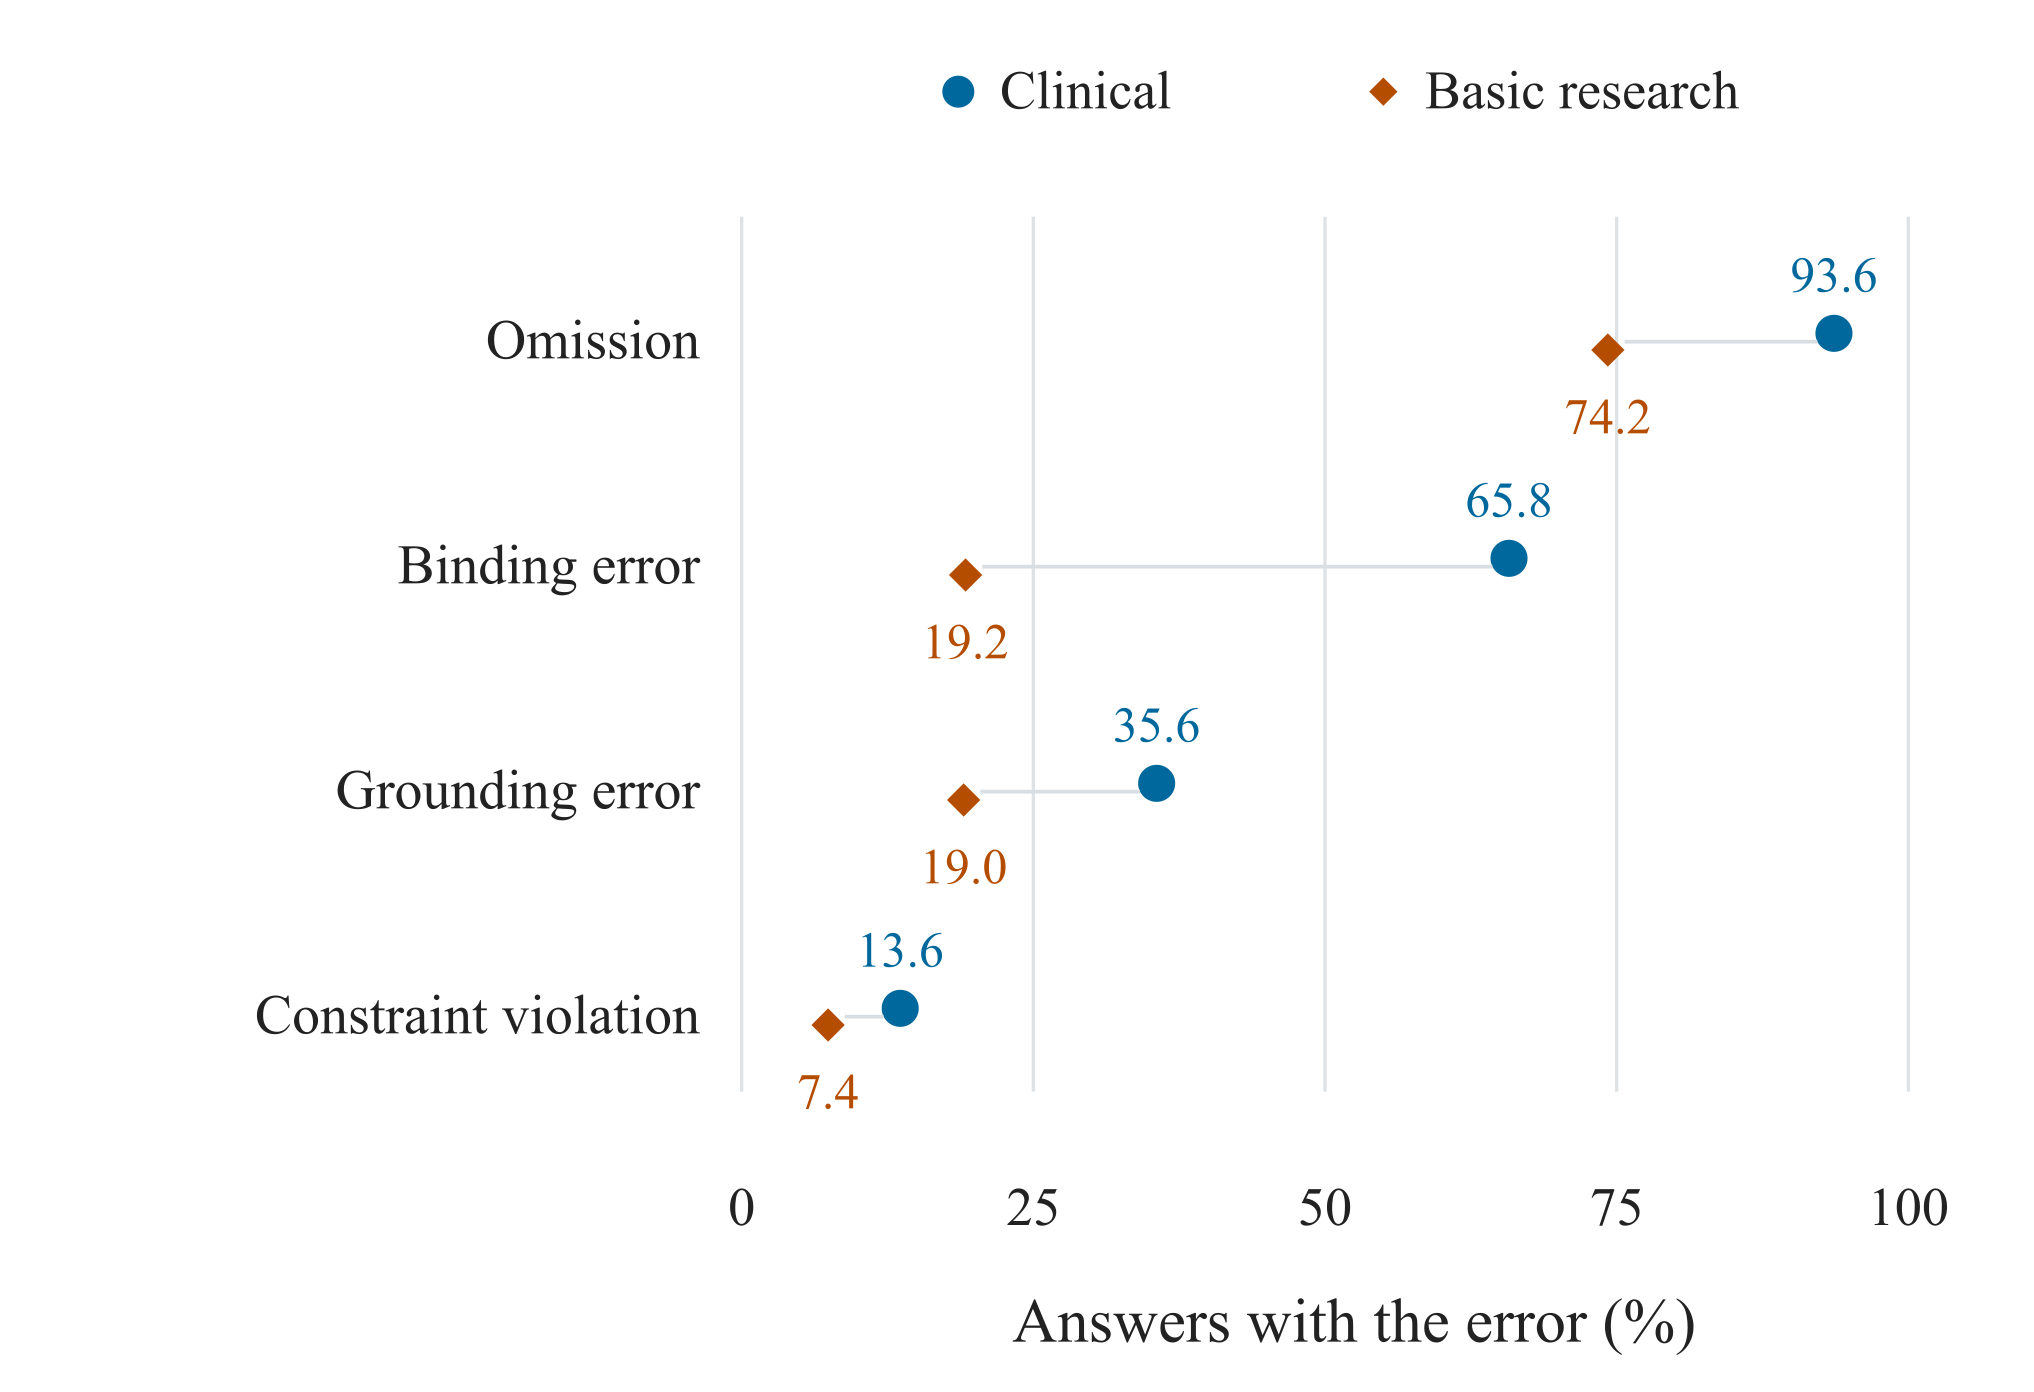 Clinical Basic research
93.6
Omission
74.2
65.8
Binding error
19.2
35.6
Grounding error
19.0
13.6
Constraint violation
7.4
0 25 50 75 100
Answers with the error (%)